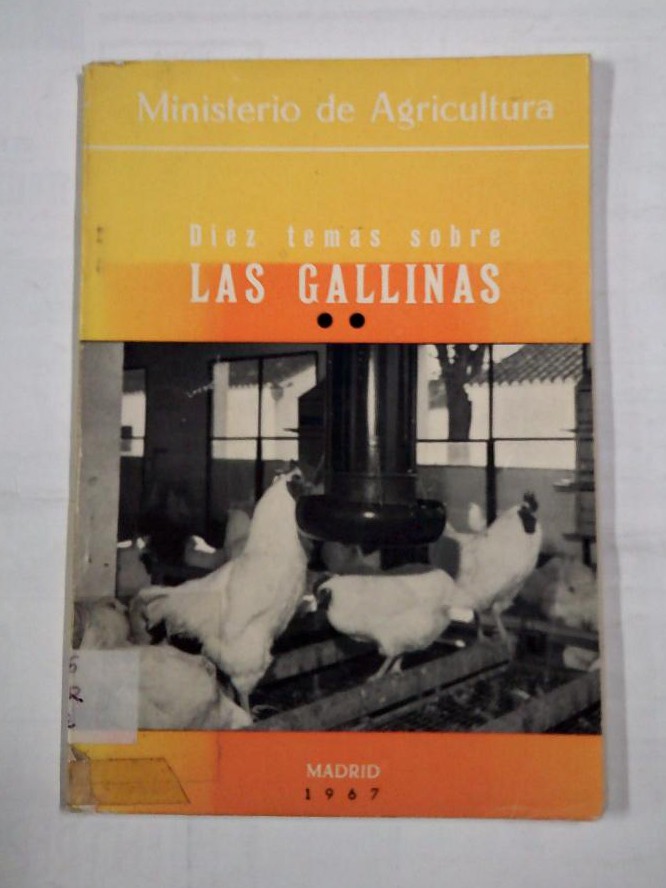 Ministerio de Agricultura
Diez temas sobre
LAS GALLINAS
MADRID
1967